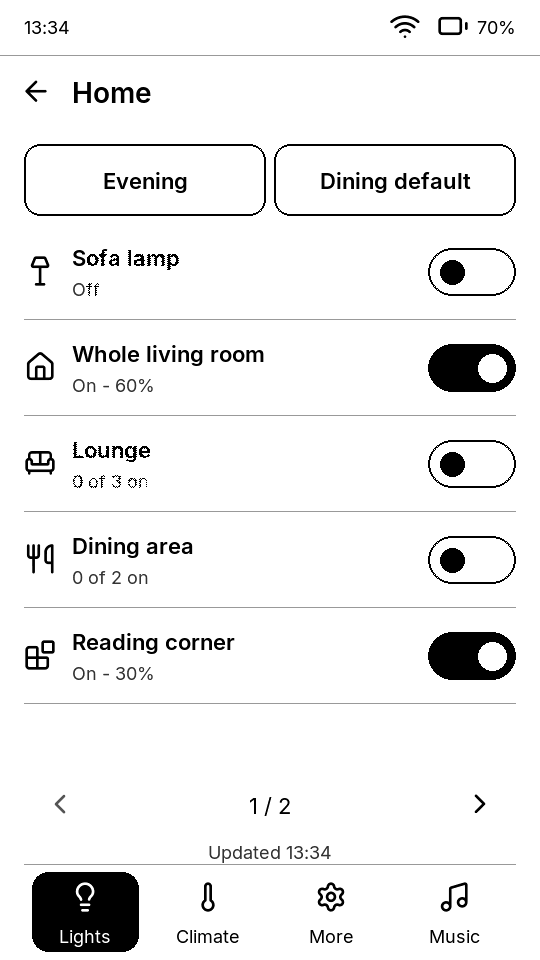 13:34
70%
Home
Evening
Dining default
Sofa lamp
Off
Whole living room
On - 60%
Lounge
0 of 3 on
Dining area
0 of 2 on
Reading corner
On - 30%
1 / 2
Updated 13:34
Lights
Climate
More
Music